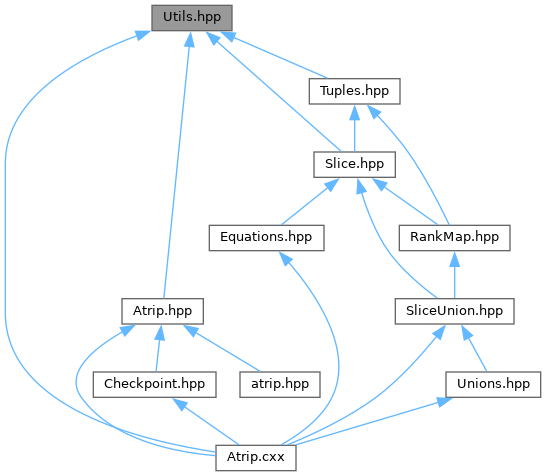 Utils.hpp
Tuples.hpp
Slice.hpp
Equations.hpp
RankMap.hpp
Atrip.hpp
SliceUnion.hpp
Checkpoint.hpp
atrip.hpp
Unions.hpp
Atrip.cxx